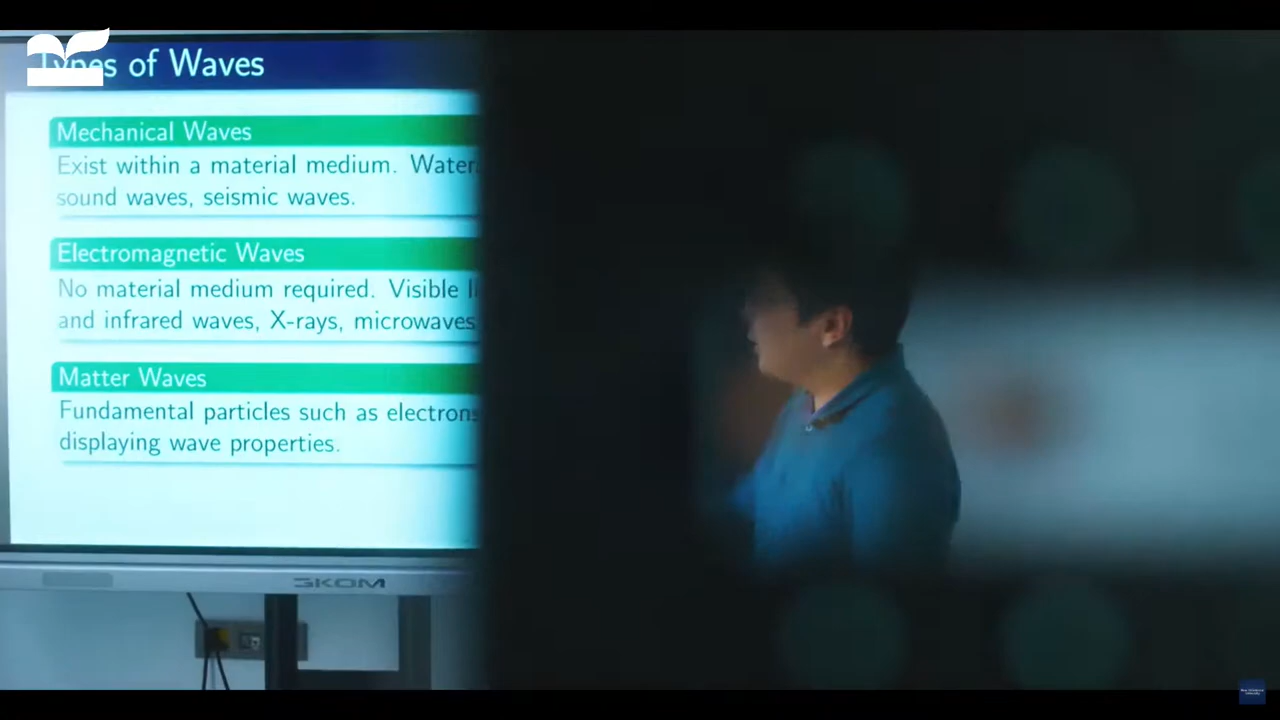 Types of Waves
Mechanical Waves
Exist within a material medium. Water
sound waves, seismic waves.
Electromagnetic Waves
No material medium required. Visible
and infrared waves, X-rays, microwaves
Matter Waves
Fundamental particles such as electrons
displaying wave properties.